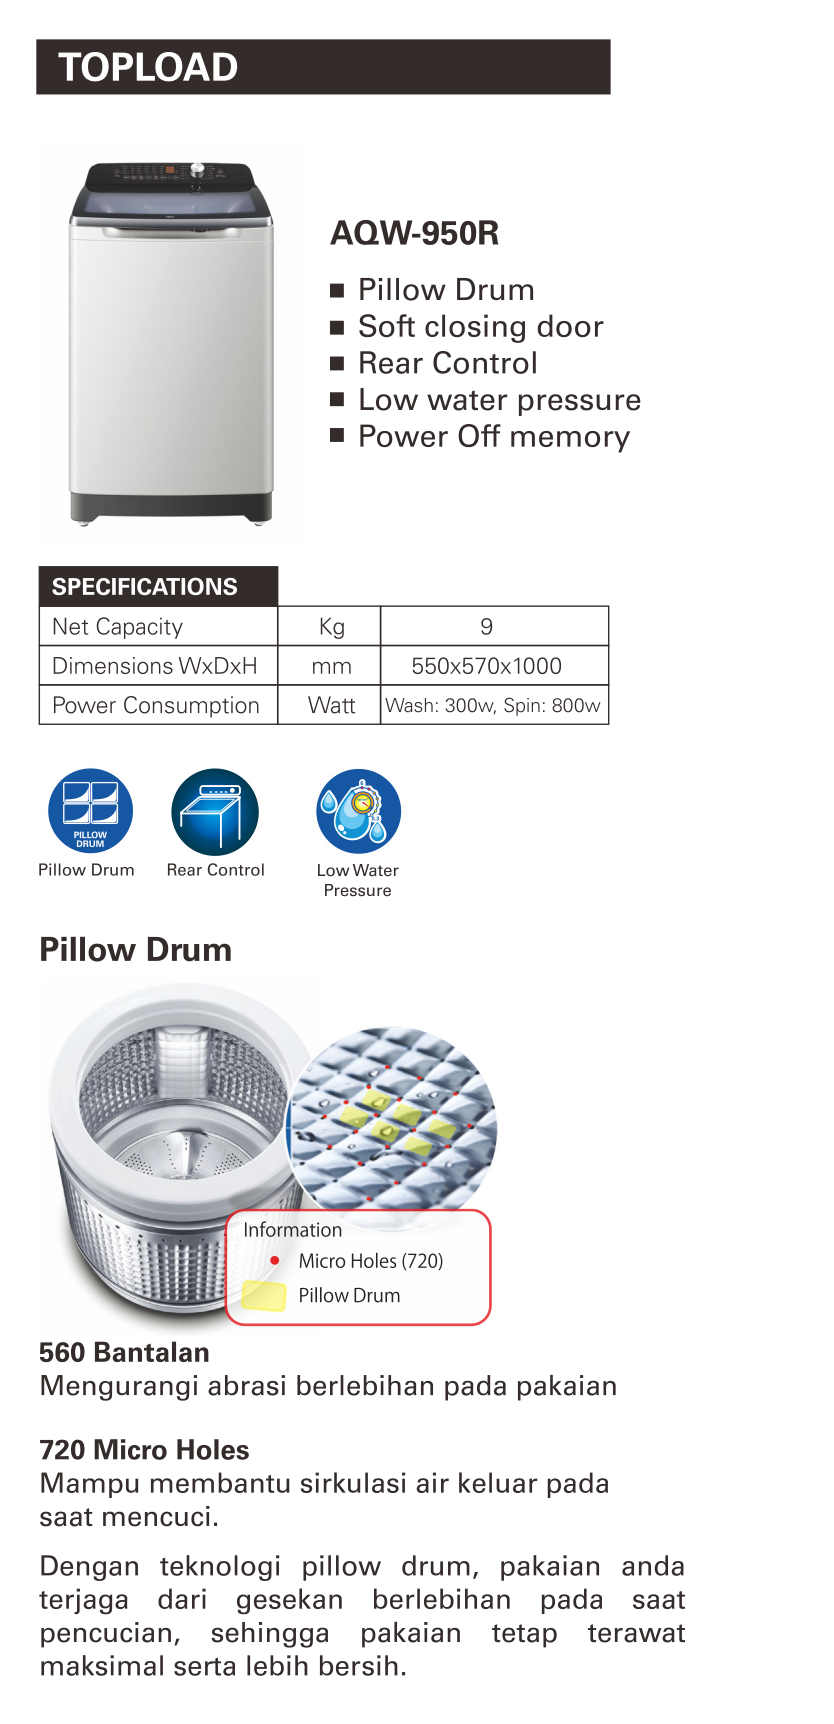 TOPLOAD
AQW-950R
Pillow Drum
Soft closing door
Rear Control
Low water pressure
Power Off memory
SPECIFICATIONS
Net Capacity Kg 9
Dimensions WxDxH mm 550x570x1000
Power Consumption Watt Wash: 300w, Spin: 800w
PILLOW
DRUM
Pillow Drum Rear Control Low Water
Pressure
Pillow Drum
Information
Micro Holes (720)
Pillow Drum
560 Bantalan
Mengurangi abrasi berlebihan pada pakaian
720 Micro Holes
Mampu membantu sirkulasi air keluar pada
saat mencuci.
Dengan teknologi pillow drum, pakaian anda
terjaga dari gesekan berlebihan pada saat
pencucian, sehingga pakaian tetap terawat
maksimal serta lebih bersih.